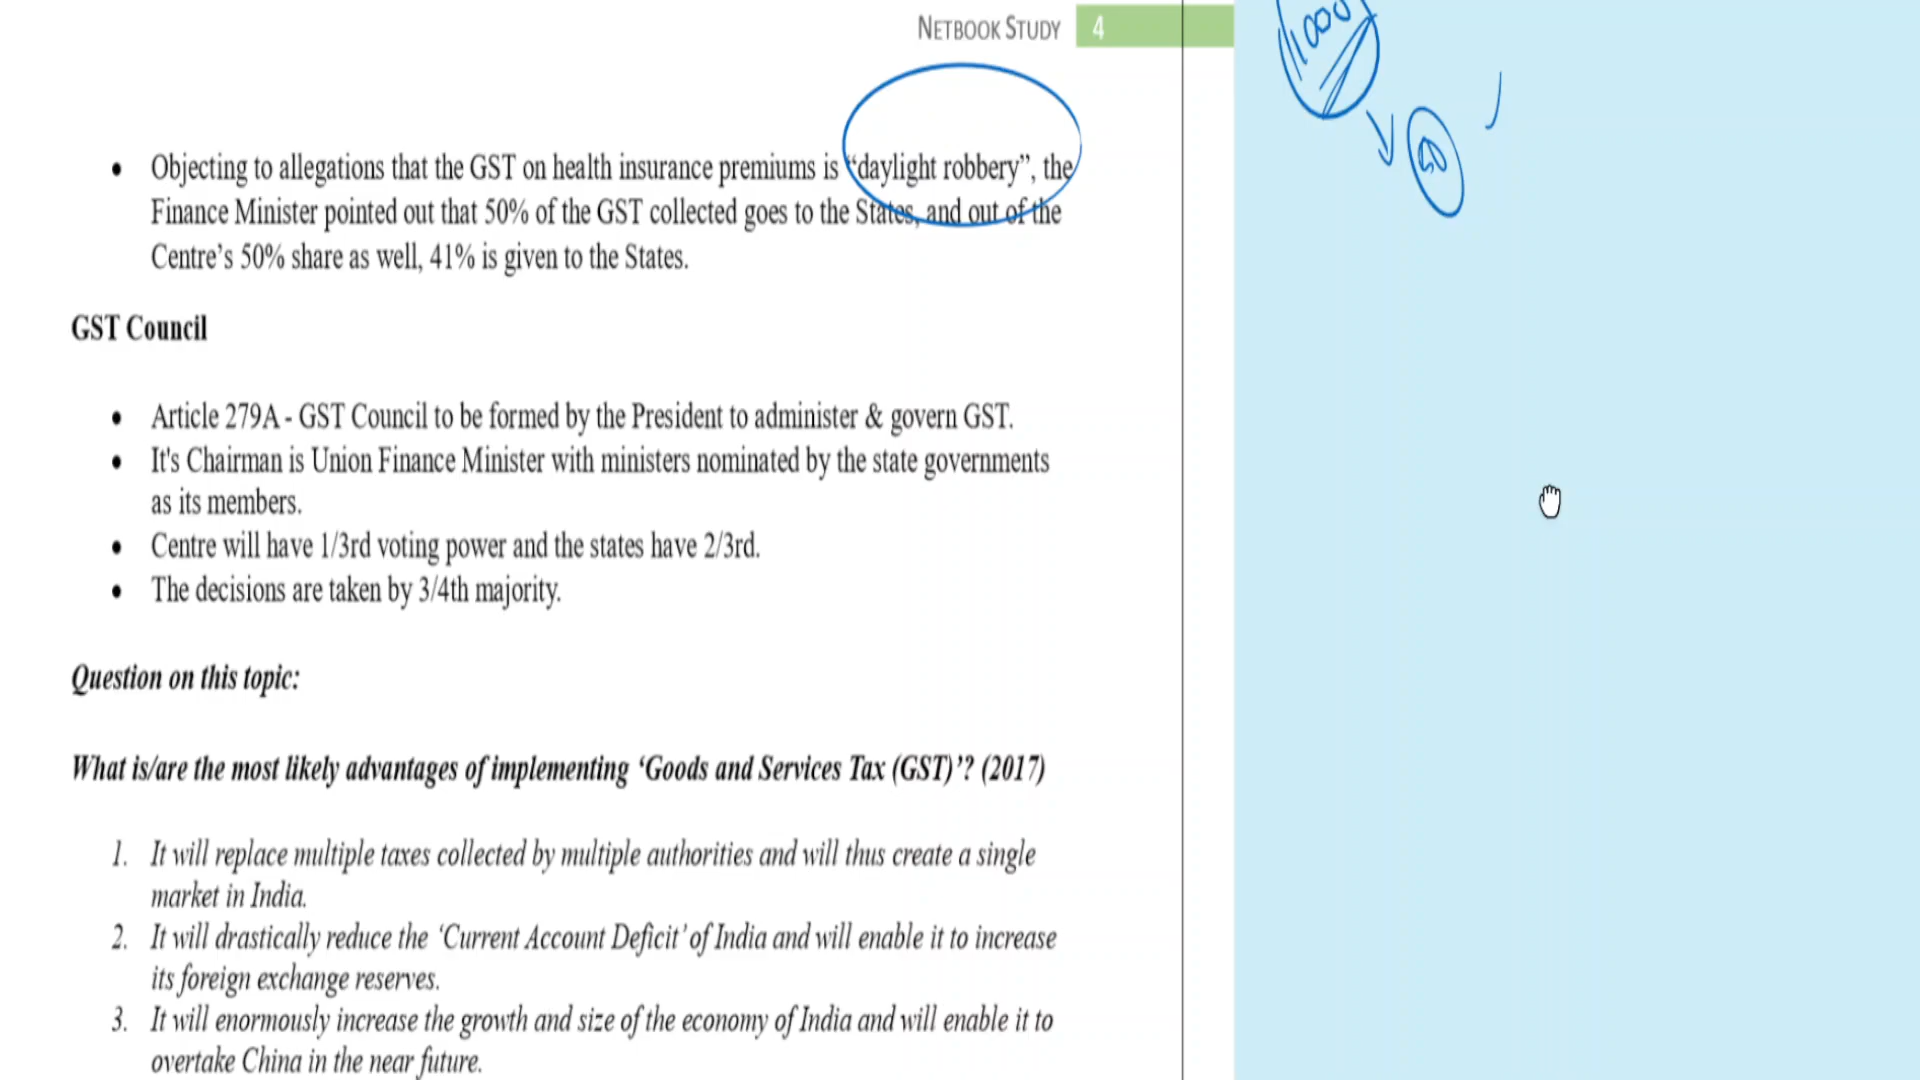 NETBOOK STUDY 4
• Objecting to allegations that the GST on health insurance premiums is “daylight robbery”, the
Finance Minister pointed out that 50% of the GST collected goes to the States, and out of the
Centre’s 50% share as well, 41% is given to the States.
GST Council
• Article 279A - GST Council to be formed by the President to administer & govern GST.
• It's Chairman is Union Finance Minister with ministers nominated by the state governments
as its members.
• Centre will have 1/3rd voting power and the states have 2/3rd.
• The decisions are taken by 3/4th majority.
Question on this topic:
What is/are the most likely advantages of implementing ‘Goods and Services Tax (GST)’? (2017)
1. It will replace multiple taxes collected by multiple authorities and will thus create a single
market in India.
2. It will drastically reduce the ‘Current Account Deficit’ of India and will enable it to increase
its foreign exchange reserves.
3. It will enormously increase the growth and size of the economy of India and will enable it to
overtake China in the near future.
1000
50